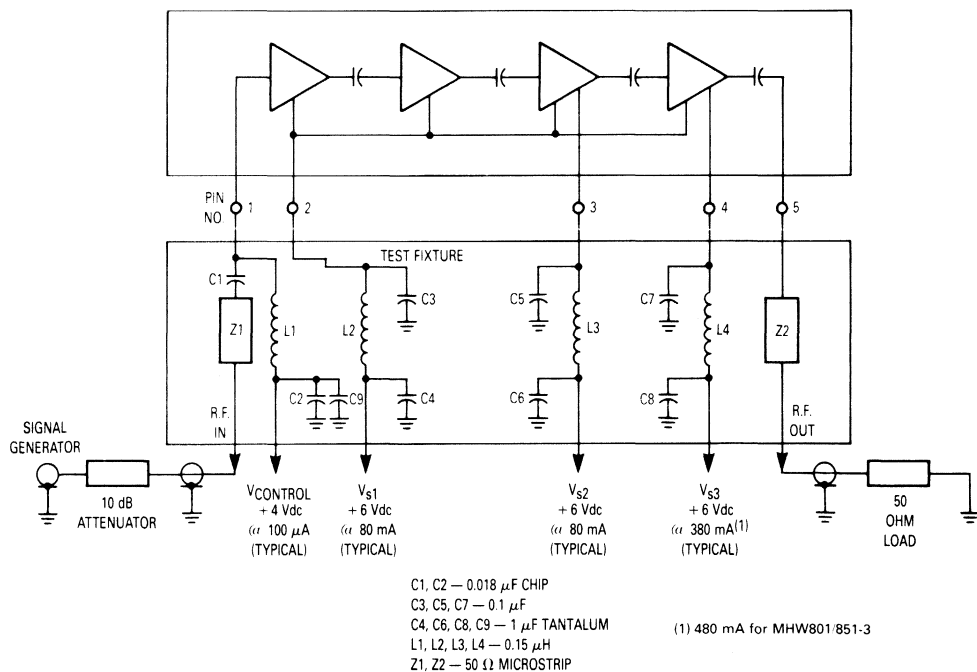 PIN
NO.
1
2
3
4
5
TEST FIXTURE
C1
Z1
L1
L2
C3
C5
L3
C7
L4
Z2
C2
C9
C4
C6
C8
R.F.
IN
R.F.
OUT
SIGNAL
GENERATOR
10 dB
ATTENUATOR
VCONTROL
+ 4 Vdc
(α 100 μA
(TYPICAL)
Vs1
+ 6 Vdc
(α 80 mA
(TYPICAL)
Vs2
+ 6 Vdc
(α 80 mA
(TYPICAL)
Vs3
+ 6 Vdc
(α 380 mA(1)
(TYPICAL)
50
OHM
LOAD
C1, C2 — 0.018 μF CHIP
C3, C5, C7 — 0.1 μF
C4, C6, C8, C9 — 1 μF TANTALUM
L1, L2, L3, L4 — 0.15 μH
Z1, Z2 — 50 Ω MICROSTRIP
(1) 480 mA for MHW801/851-3